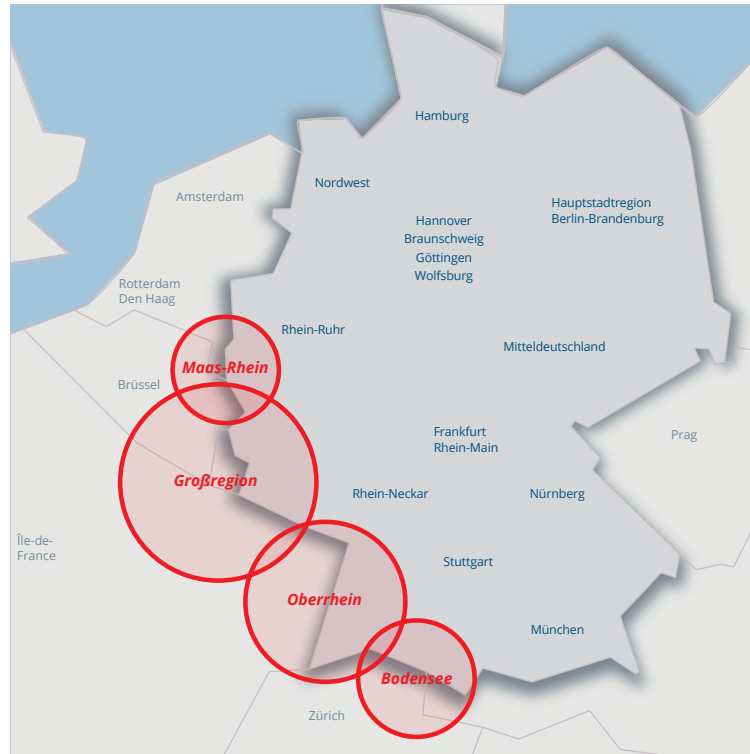 Hamburg
Nordwest
Amsterdam
Hauptstadtregion
Berlin-Brandenburg
Hannover
Braunschweig
Göttingen
Wolfsburg
Rotterdam
Den Haag
Rhein-Ruhr
Mitteldeutschland
Maas-Rhein
Brüssel
Frankfurt
Rhein-Main
Prag
Großregion
Rhein-Neckar
Nürnberg
Île-de-
France
Stuttgart
Oberrhein
München
Bodensee
Zürich